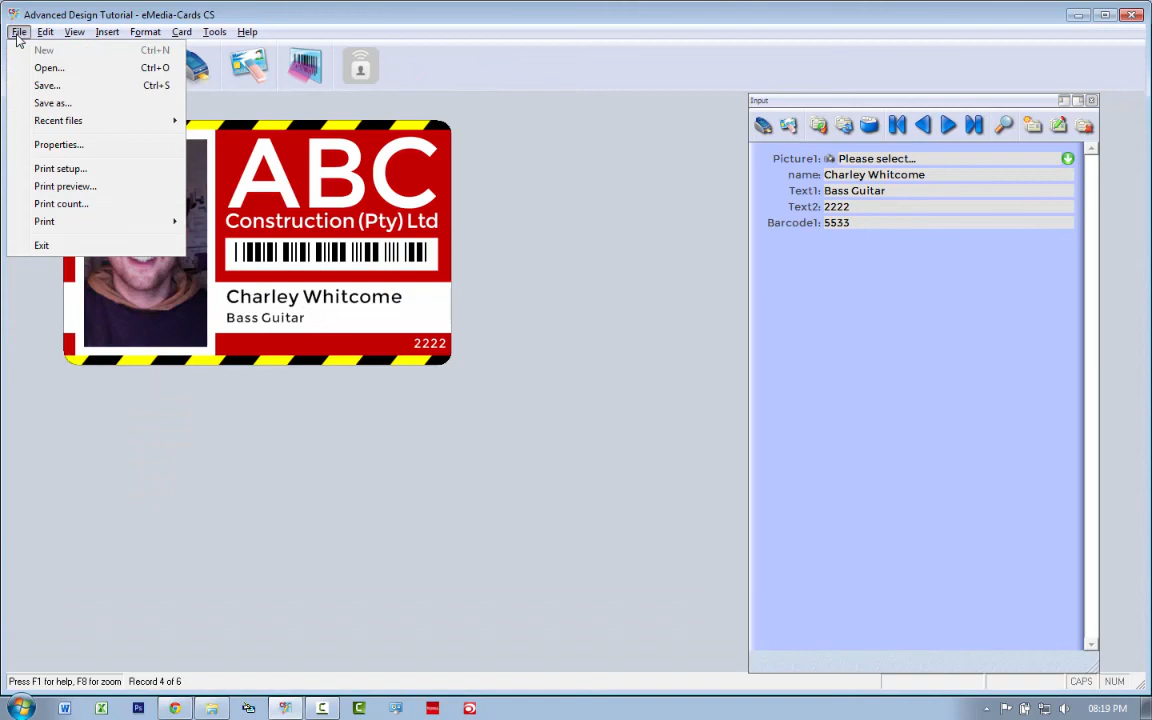 Advanced Design Tutorial - eMedia-Cards CS
File Edit View Insert Format Card Tools Help
New Ctrl+N
Open... Ctrl+O
Save... Ctrl+S
Save as...
Recent files
Properties...
Print setup...
Print preview...
Print count...
Print
Exit
ABC
Construction (Pty) Ltd
Charley Whitcome
Bass Guitar
2222
Input
Picture1: Please select...
name: Charley Whitcome
Text1: Bass Guitar
Text2: 2222
Barcode1: 5533
Press F1 for help, F8 for zoom Record 4 of 6 CAPS NUM
08:19 PM